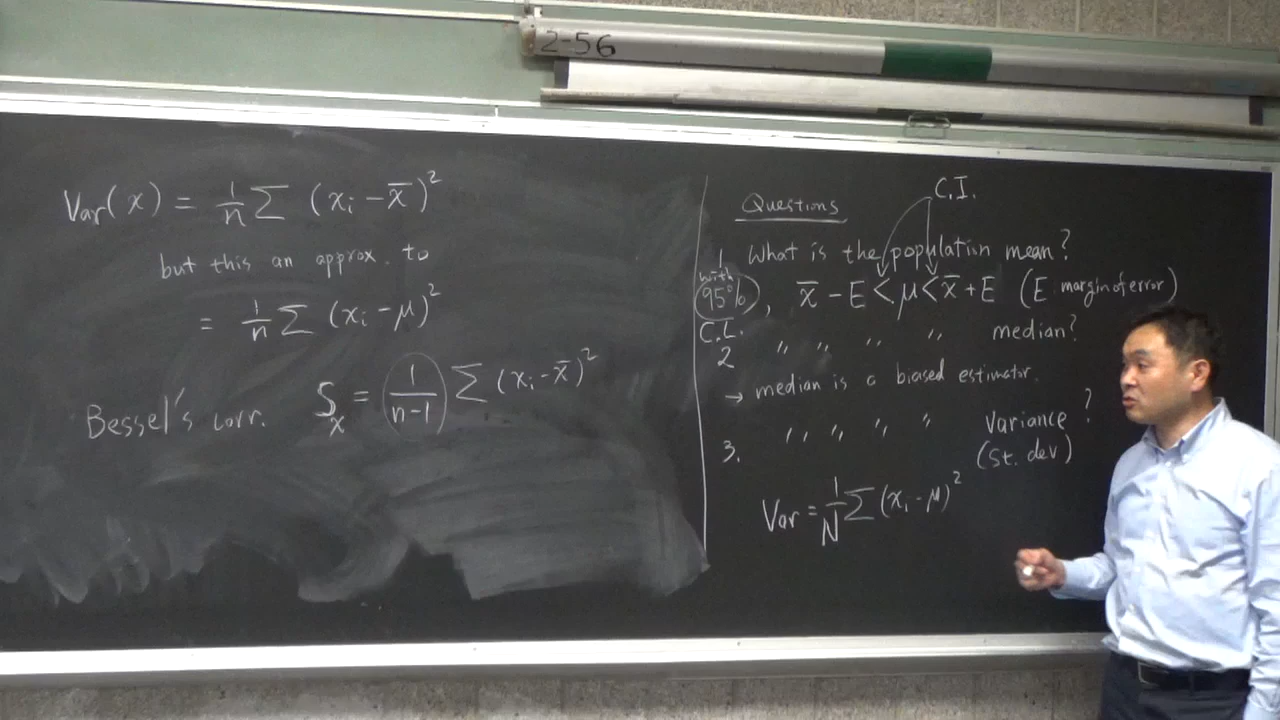 2-56
Var(x) = 1/n Σ (xᵢ - x̄)²
but this an approx. to
= 1/n Σ (xᵢ - μ)²
Bessel's corr. Sₓ = (1/(n-1)) Σ (xᵢ - x̄)²
C.I.
Questions
1 What is the population mean?
with
95%, x̄ - E < μ < x̄ + E (E: margin of error)
C.L.
2 〃 〃 〃 〃 median?
→ median is a biased estimator.
3. 〃 〃 〃 〃 Variance?
(St. dev)
Var = 1/N Σ (xᵢ - μ)²